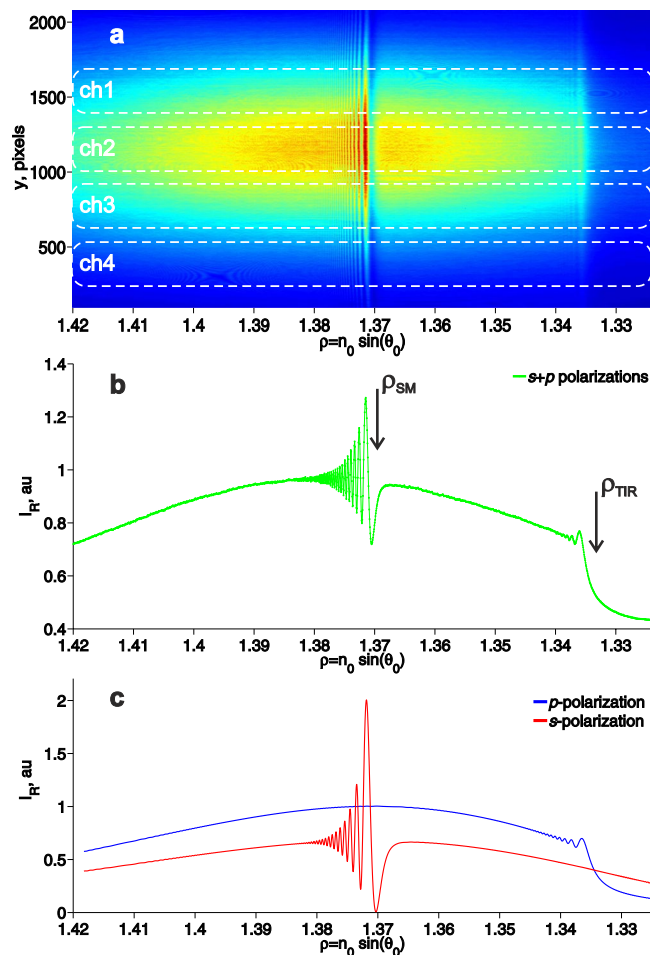 a
2000
1500
1000
500
y, pixels
ch1
ch2
ch3
ch4
1.42 1.41 1.4 1.39 1.38 1.37 1.36 1.35 1.34 1.33
ρ=n0 sin(θ0)
b
1.4
1.2
1
0.8
0.6
0.4
I_R, au
ρSM
s+p polarizations
ρTIR
1.42 1.41 1.4 1.39 1.38 1.37 1.36 1.35 1.34 1.33
ρ=n0 sin(θ0)
c
2
1.5
1
0.5
0
I_R, au
p-polarization
s-polarization
1.42 1.41 1.4 1.39 1.38 1.37 1.36 1.35 1.34 1.33
ρ=n0 sin(θ0)